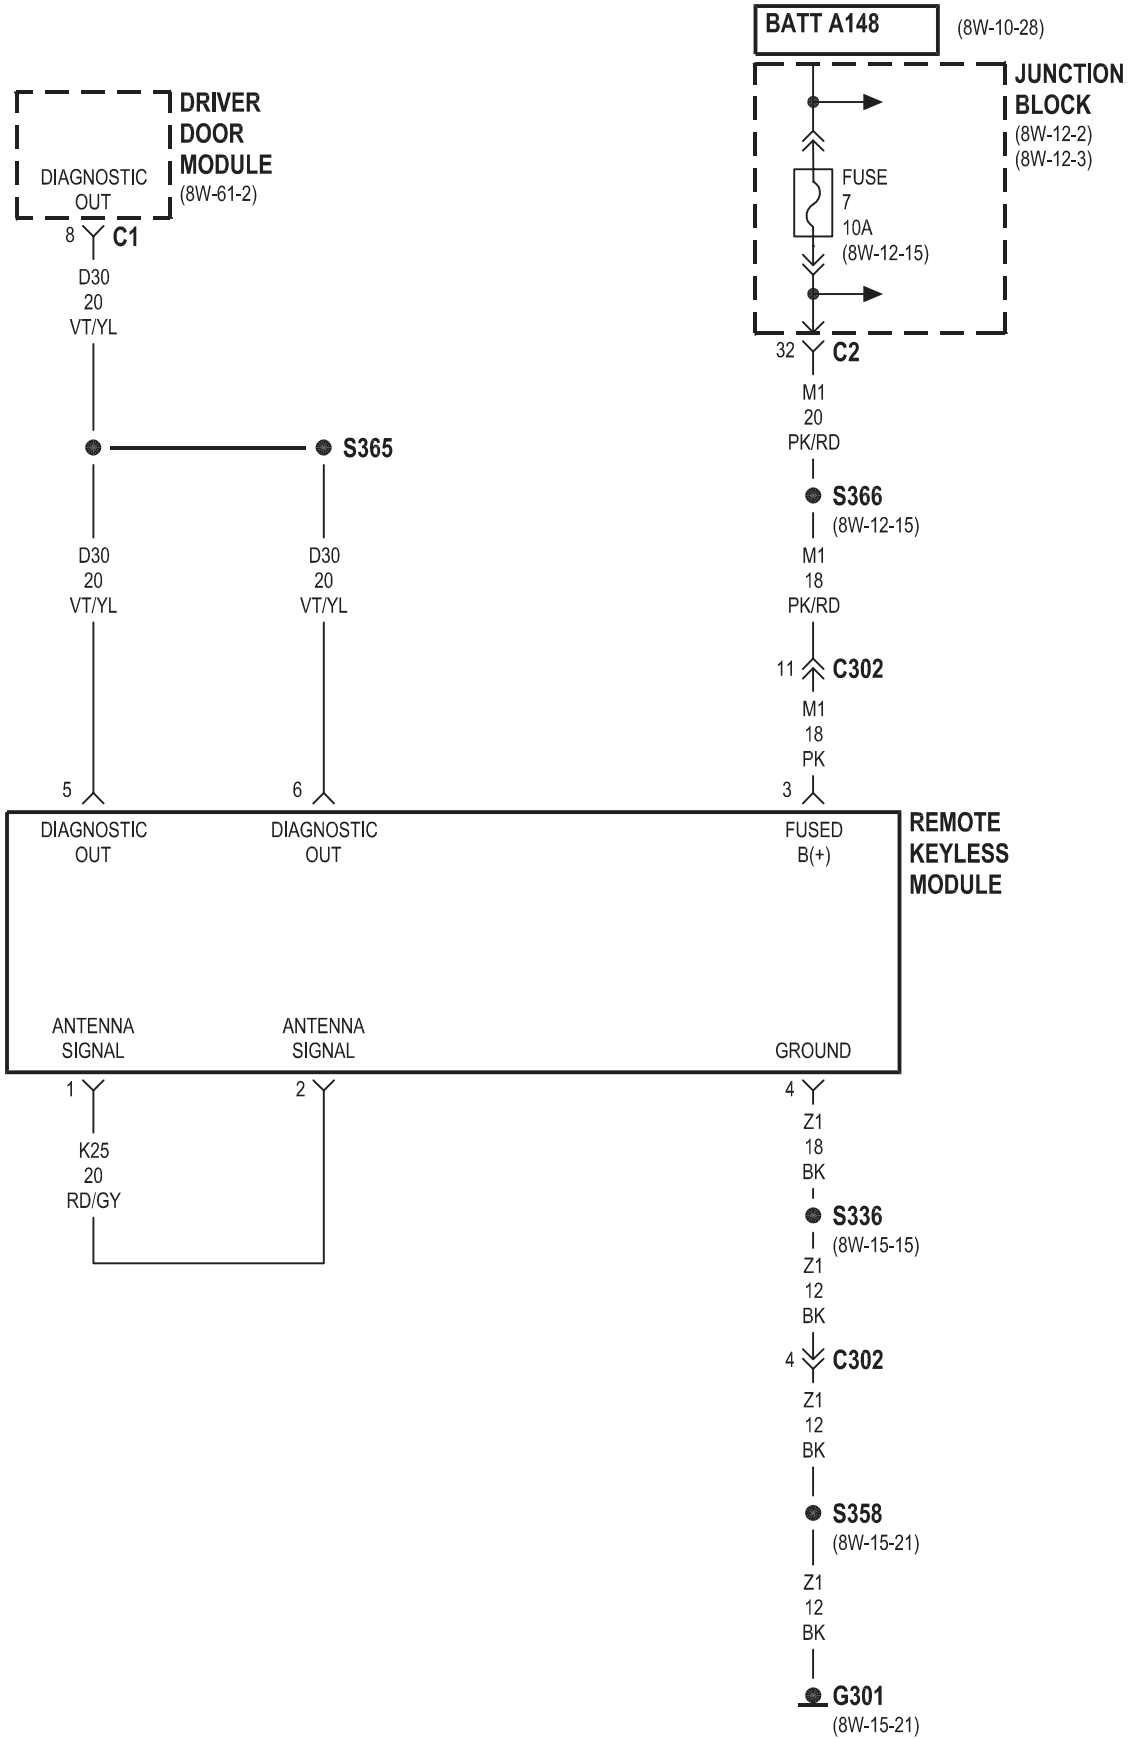 BATT A148
(8W-10-28)
JUNCTION
BLOCK
(8W-12-2)
(8W-12-3)
FUSE
7
10A
(8W-12-15)
32
C2
M1
20
PK/RD
S366
(8W-12-15)
M1
18
PK/RD
11
C302
M1
18
PK
3
DRIVER
DOOR
MODULE
(8W-61-2)
DIAGNOSTIC
OUT
8
C1
D30
20
VT/YL
S365
D30
20
VT/YL
D30
20
VT/YL
5
6
DIAGNOSTIC
OUT
DIAGNOSTIC
OUT
FUSED
B(+)
REMOTE
KEYLESS
MODULE
ANTENNA
SIGNAL
ANTENNA
SIGNAL
GROUND
1
2
4
K25
20
RD/GY
Z1
18
BK
S336
(8W-15-15)
Z1
12
BK
4
C302
Z1
12
BK
S358
(8W-15-21)
Z1
12
BK
G301
(8W-15-21)